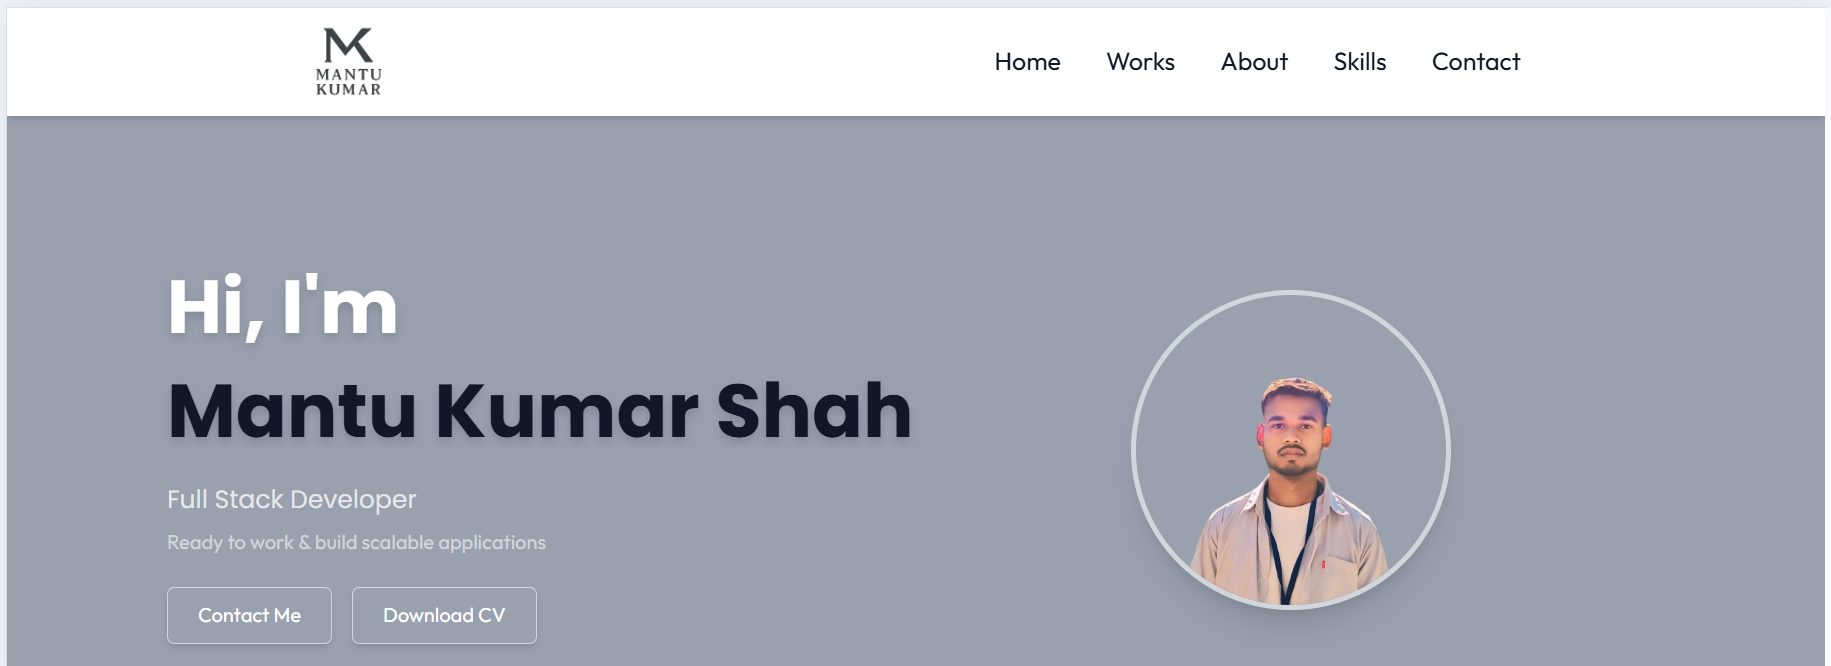 MK
MANTU
KUMAR
Home Works About Skills Contact
Hi, I'm
Mantu Kumar Shah
Full Stack Developer
Ready to work & build scalable applications
Contact Me Download CV